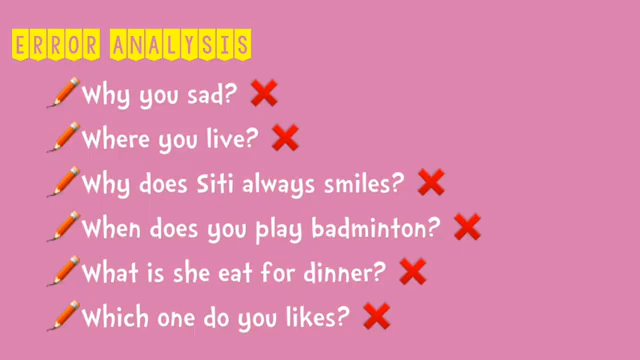 ERROR ANALYSIS
Why you sad?
Where you live?
Why does Siti always smiles?
When does you play badminton?
What is she eat for dinner?
Which one do you likes?